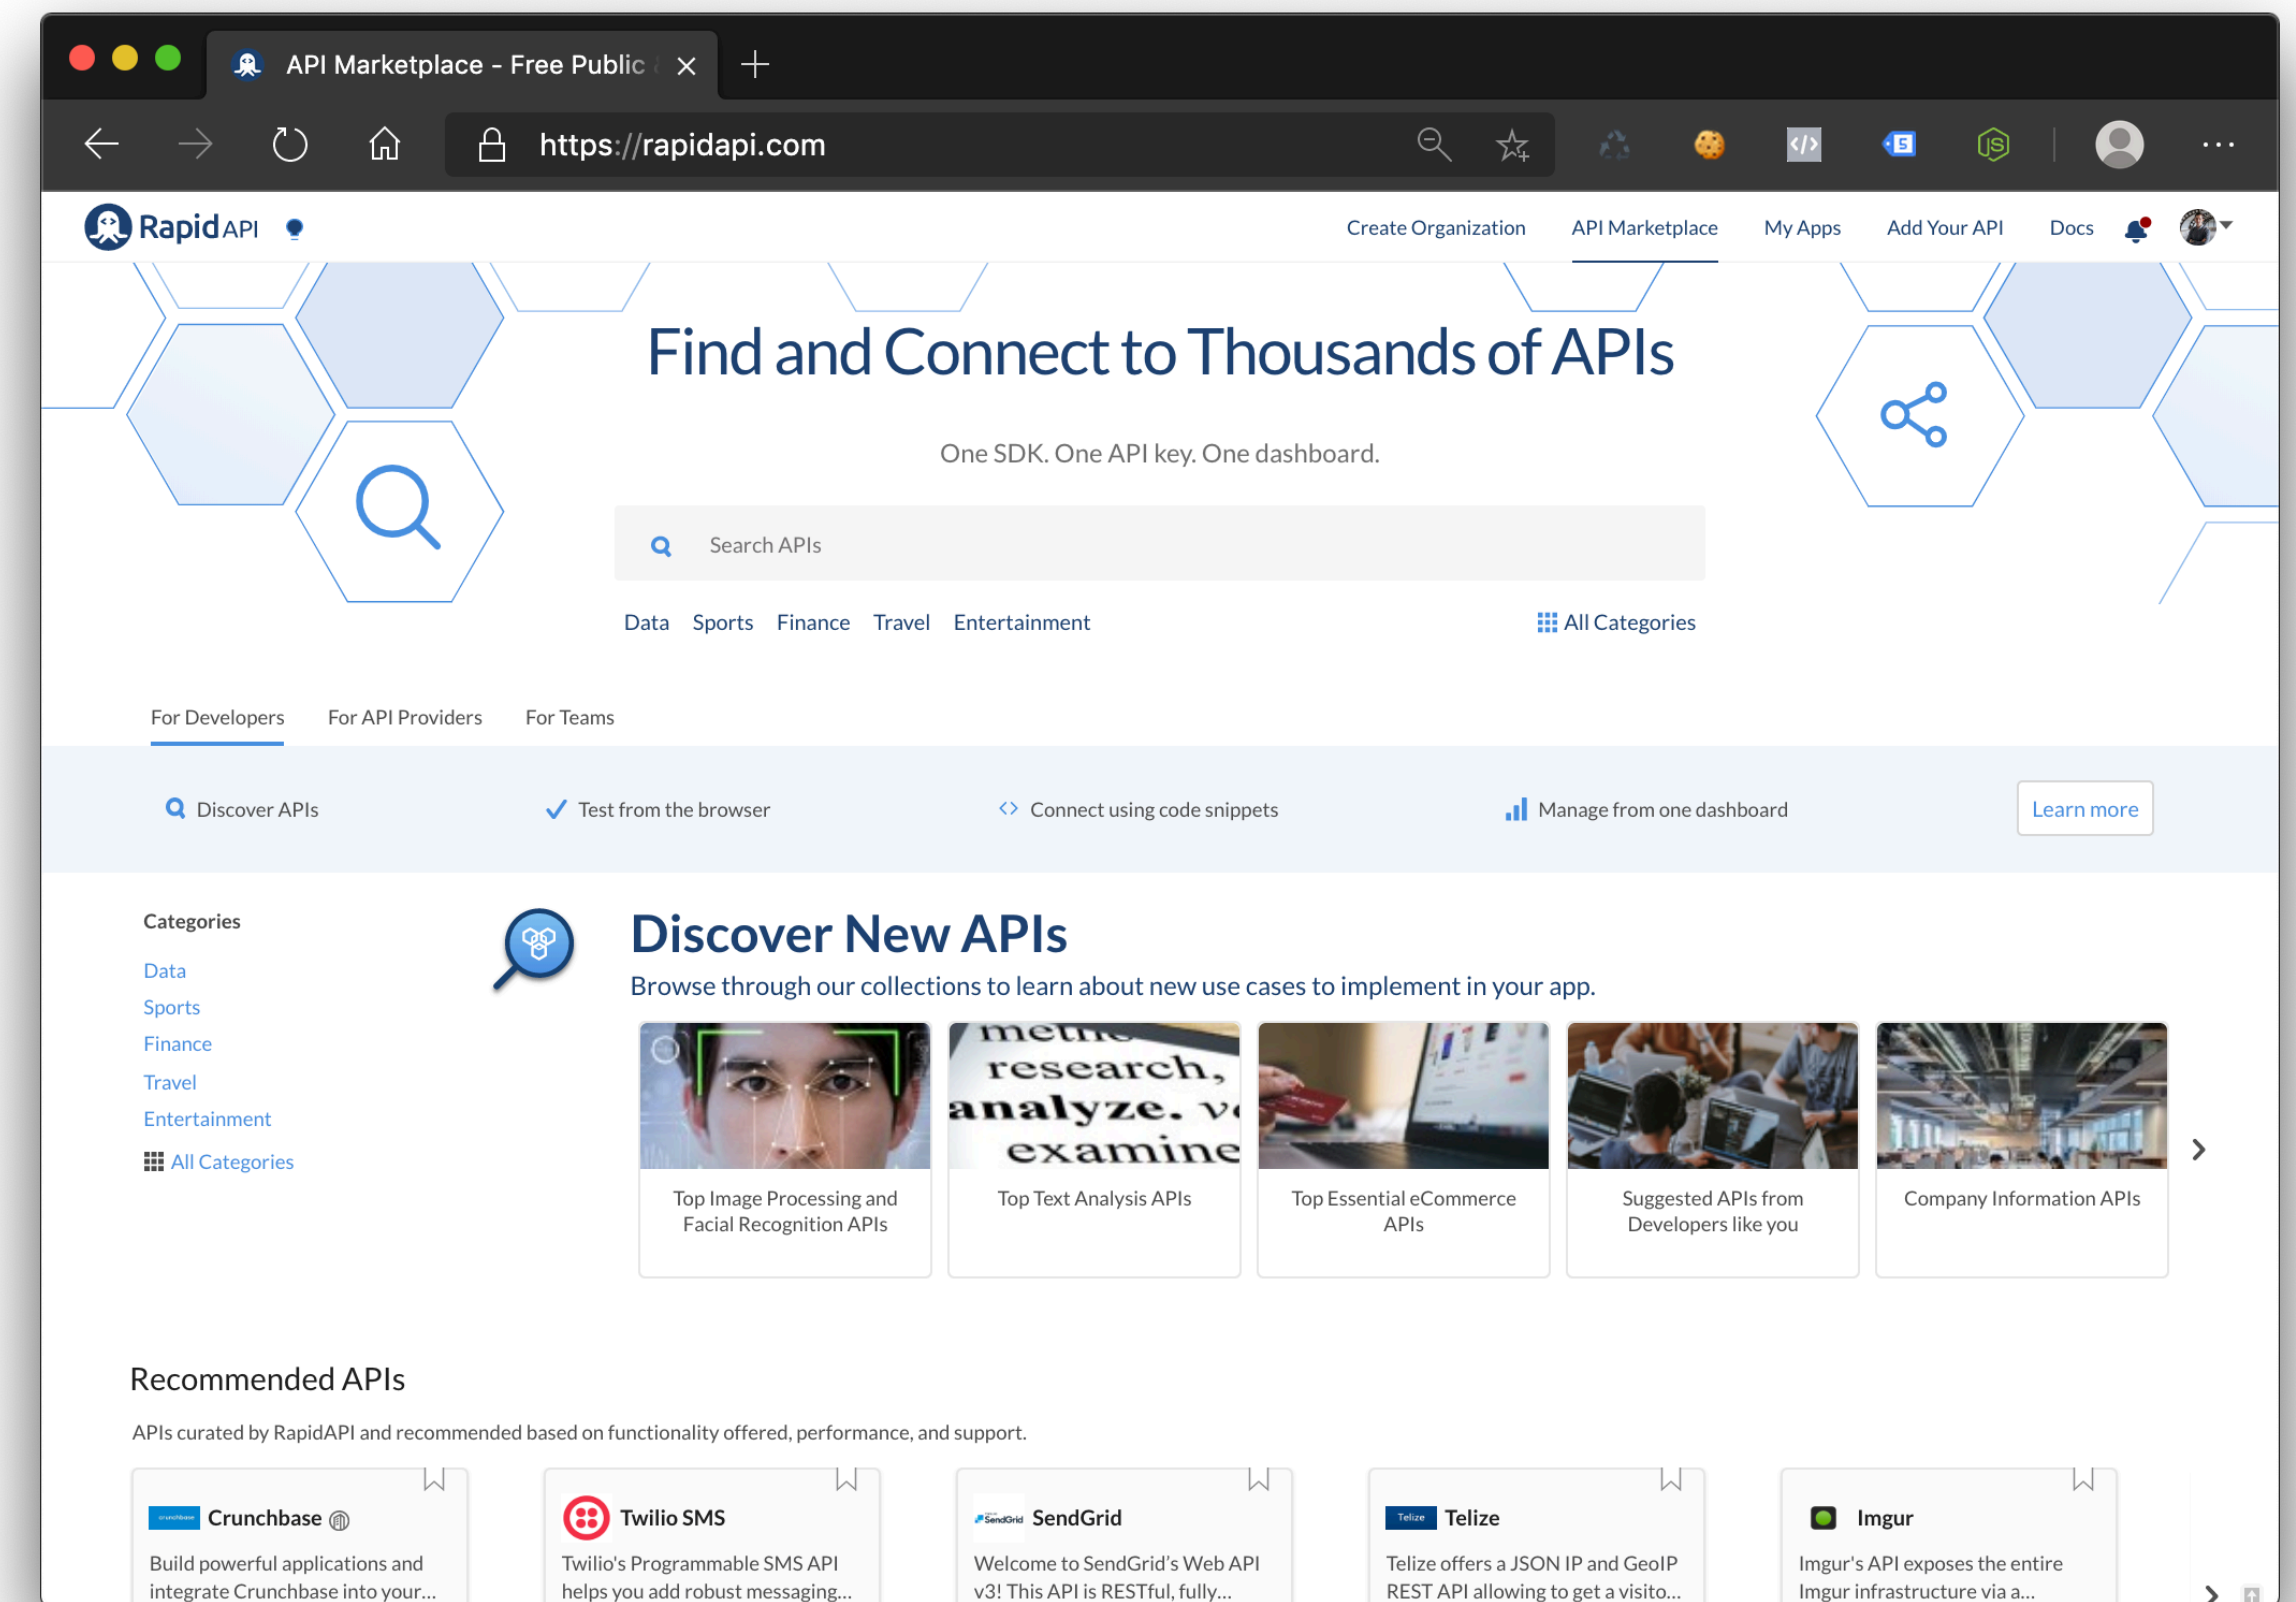 API Marketplace - Free Public
https://rapidapi.com
RapidAPI
Create Organization
API Marketplace
My Apps
Add Your API
Docs
Find and Connect to Thousands of APIs
One SDK. One API key. One dashboard.
Search APIs
Data Sports Finance Travel Entertainment
All Categories
For Developers
For API Providers
For Teams
Discover APIs
Test from the browser
Connect using code snippets
Manage from one dashboard
Learn more
Categories
Data
Sports
Finance
Travel
Entertainment
All Categories
Discover New APIs
Browse through our collections to learn about new use cases to implement in your app.
research,
analyze.
examine
Top Image Processing and
Facial Recognition APIs
Top Text Analysis APIs
Top Essential eCommerce
APIs
Suggested APIs from
Developers like you
Company Information APIs
Recommended APIs
APIs curated by RapidAPI and recommended based on functionality offered, performance, and support.
crunchbase
Crunchbase
Build powerful applications and
integrate Crunchbase into your...
Twilio SMS
Twilio's Programmable SMS API
helps you add robust messaging...
SendGrid
SendGrid
Welcome to SendGrid’s Web API
v3! This API is RESTful, fully...
Telize
Telize
Telize offers a JSON IP and GeoIP
REST API allowing to get a visito...
Imgur
Imgur's API exposes the entire
Imgur infrastructure via a...